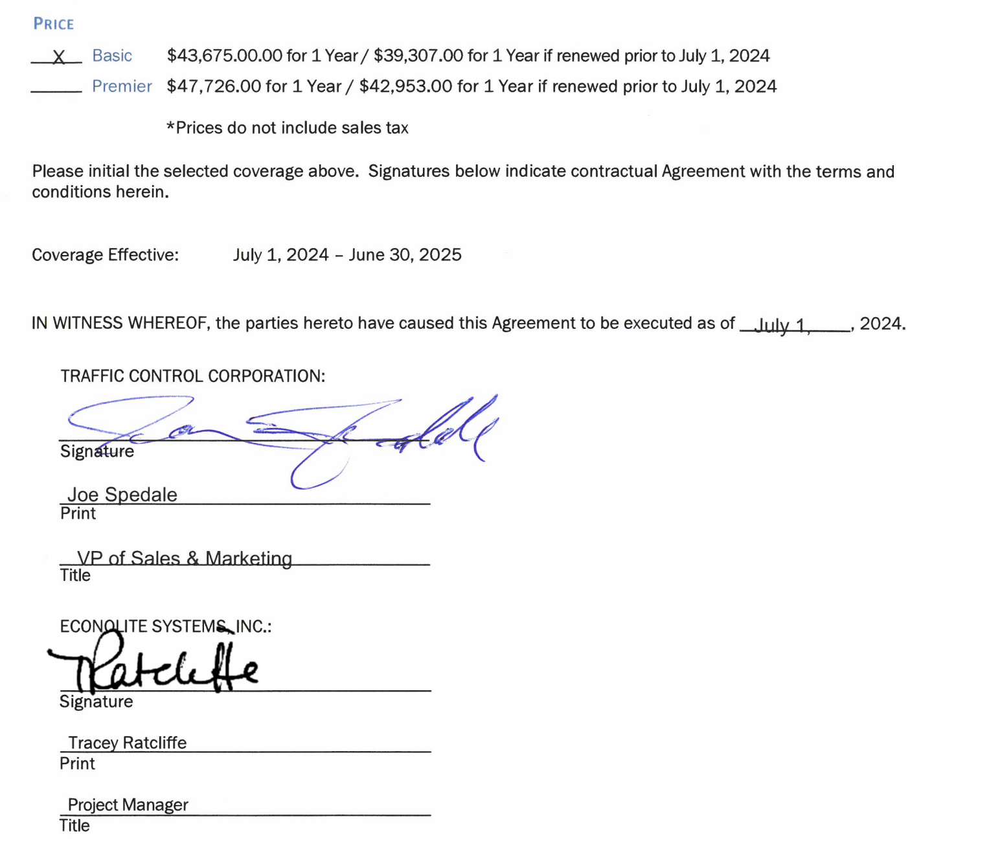 PRICE
X Basic $43,675.00.00 for 1 Year / $39,307.00 for 1 Year if renewed prior to July 1, 2024
Premier $47,726.00 for 1 Year / $42,953.00 for 1 Year if renewed prior to July 1, 2024
*Prices do not include sales tax
Please initial the selected coverage above. Signatures below indicate contractual Agreement with the terms and
conditions herein.
Coverage Effective: July 1, 2024 – June 30, 2025
IN WITNESS WHEREOF, the parties hereto have caused this Agreement to be executed as of July 1, , 2024.
TRAFFIC CONTROL CORPORATION:
Signature
Joe Spedale
Print
VP of Sales & Marketing
Title
ECONOLITE SYSTEMS, INC.:
TRatcliffe
Signature
Tracey Ratcliffe
Print
Project Manager
Title